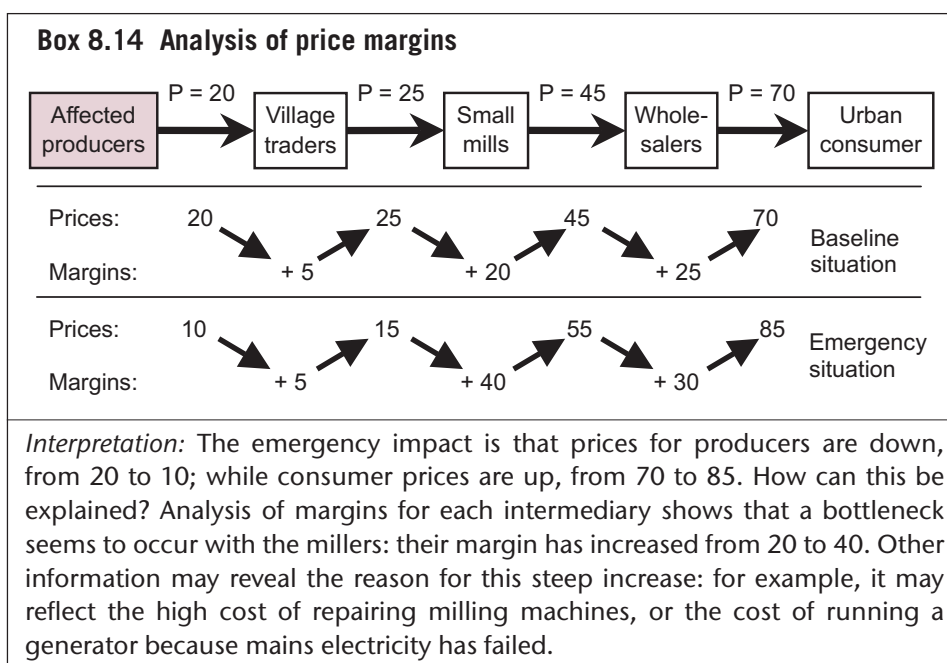 Box 8.14 Analysis of price margins
P = 20 P = 25 P = 45 P = 70
Affected producers Village traders Small mills Whole-salers Urban consumer
Prices: 20 25 45 70
Baseline situation
Margins: + 5 + 20 + 25
Prices: 10 15 55 85
Emergency situation
Margins: + 5 + 40 + 30
Interpretation: The emergency impact is that prices for producers are down,
from 20 to 10; while consumer prices are up, from 70 to 85. How can this be
explained? Analysis of margins for each intermediary shows that a bottleneck
seems to occur with the millers: their margin has increased from 20 to 40. Other
information may reveal the reason for this steep increase: for example, it may
reflect the high cost of repairing milling machines, or the cost of running a
generator because mains electricity has failed.